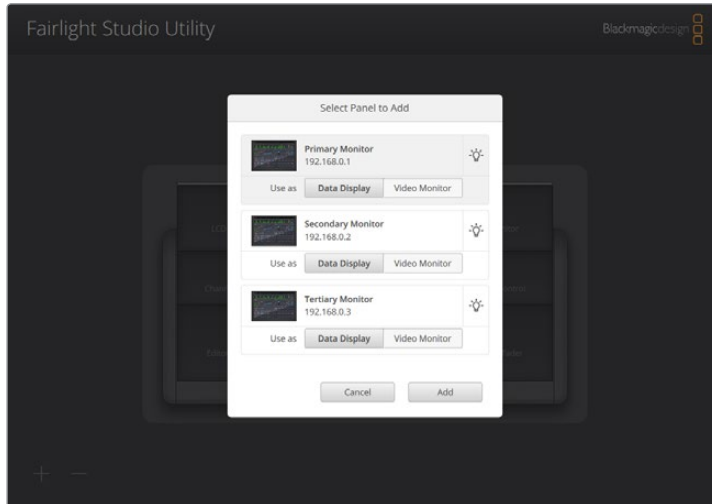 Fairlight Studio Utility
Blackmagicdesign
Select Panel to Add
Primary Monitor
192.168.0.1
Use as Data Display Video Monitor
Secondary Monitor
192.168.0.2
Use as Data Display Video Monitor
Tertiary Monitor
192.168.0.3
Use as Data Display Video Monitor
Cancel Add